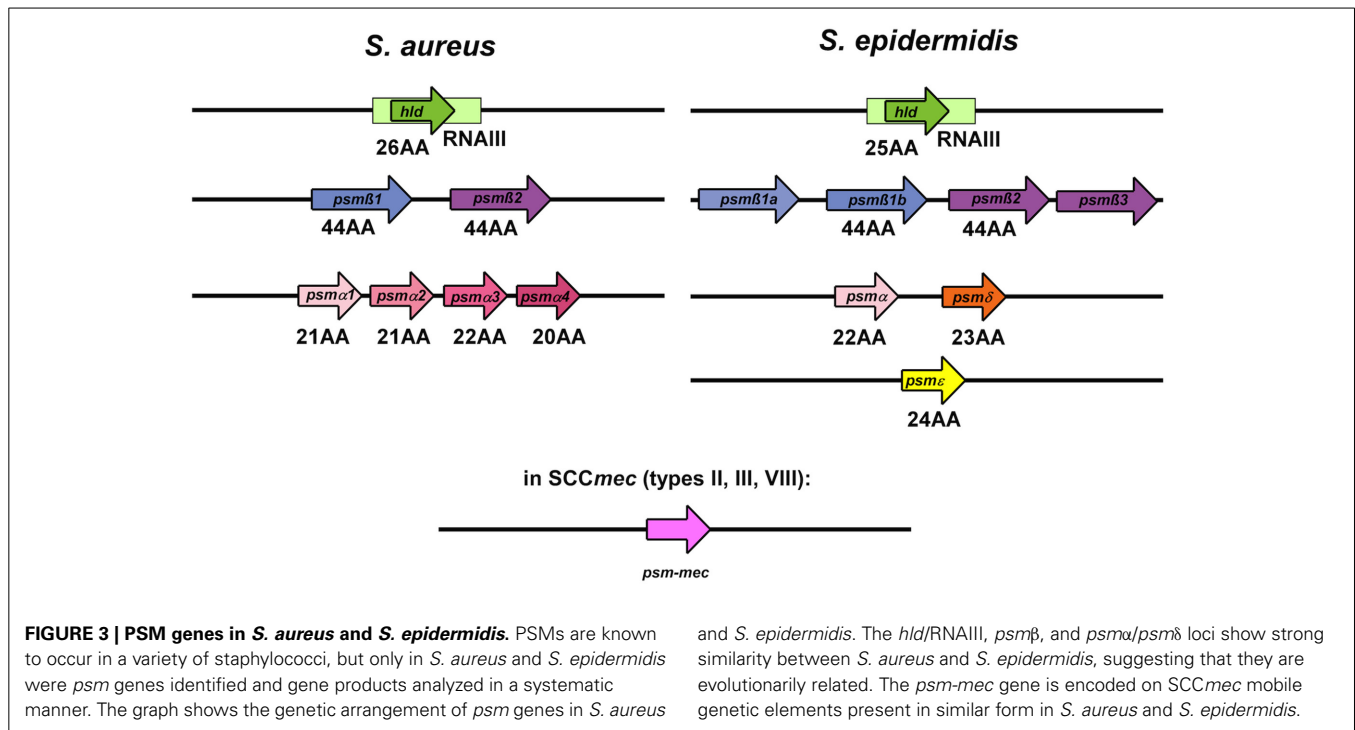 S. aureus
S. epidermidis
hld
26AA
RNAIII
hld
25AA
RNAIII
psmß1
psmß2
44AA
44AA
psmß1a
psmß1b
psmß2
psmß3
44AA
44AA
psmα1
psmα2
psmα3
psmα4
21AA
21AA
22AA
20AA
psmα
psmδ
22AA
23AA
psmε
24AA
in SCCmec (types II, III, VIII):
psm-mec
FIGURE 3 | PSM genes in S. aureus and S. epidermidis. PSMs are known
to occur in a variety of staphylococci, but only in S. aureus and S. epidermidis
were psm genes identified and gene products analyzed in a systematic
manner. The graph shows the genetic arrangement of psm genes in S. aureus
and S. epidermidis. The hld/RNAIII, psmβ, and psmα/psmδ loci show strong
similarity between S. aureus and S. epidermidis, suggesting that they are
evolutionarily related. The psm-mec gene is encoded on SCCmec mobile
genetic elements present in similar form in S. aureus and S. epidermidis.